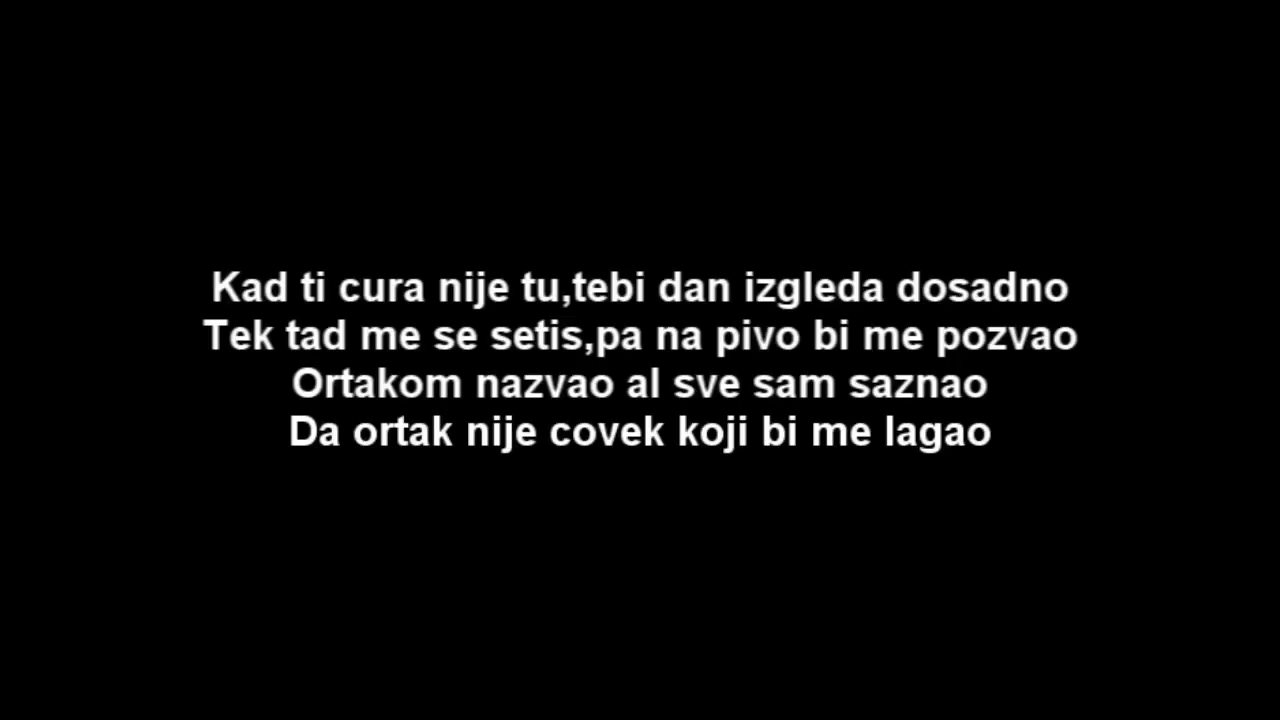 Kad ti cura nije tu,tebi dan izgleda dosadno
Tek tad me se setis,pa na pivo bi me pozvao
Ortakom nazvao al sve sam saznao
Da ortak nije covek koji bi me lagao